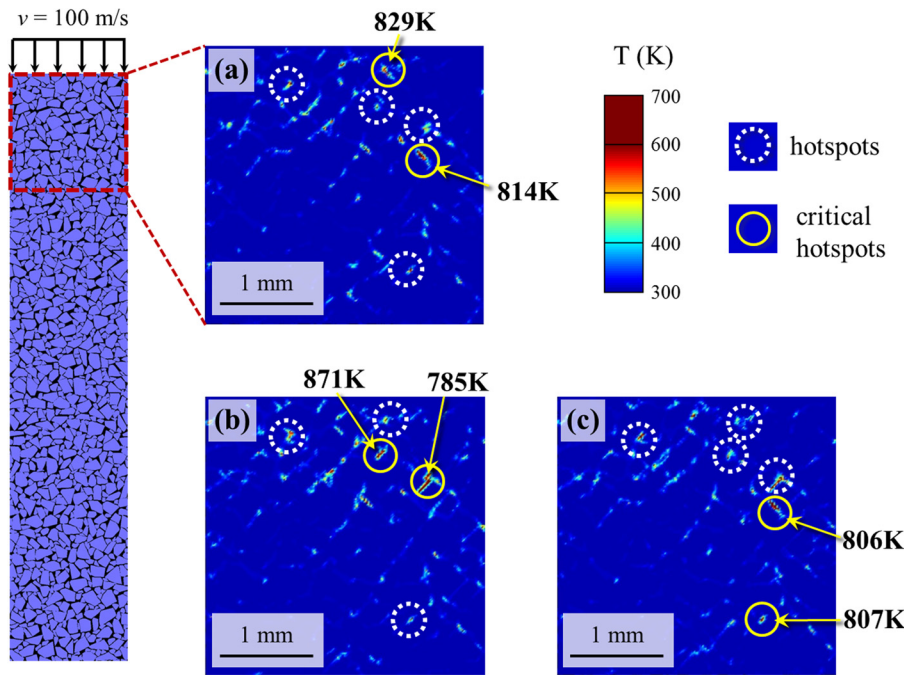 v = 100 m/s
829K
(a)
814K
1 mm
T (K)
700
600
500
400
300
hotspots
critical
hotspots
871K
785K
(b)
1 mm
(c)
806K
807K
1 mm